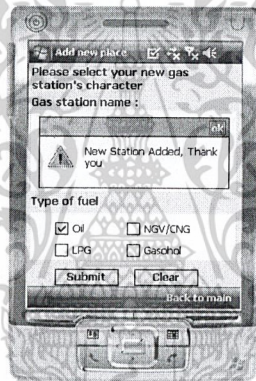 Add new place
Please select your new gas
station's character
Gas station name :
ok
New Station Added, Thank
you
Type of fuel
Oil
NGV/CNG
LPG
Gasohol
Submit
Clear
Back to main